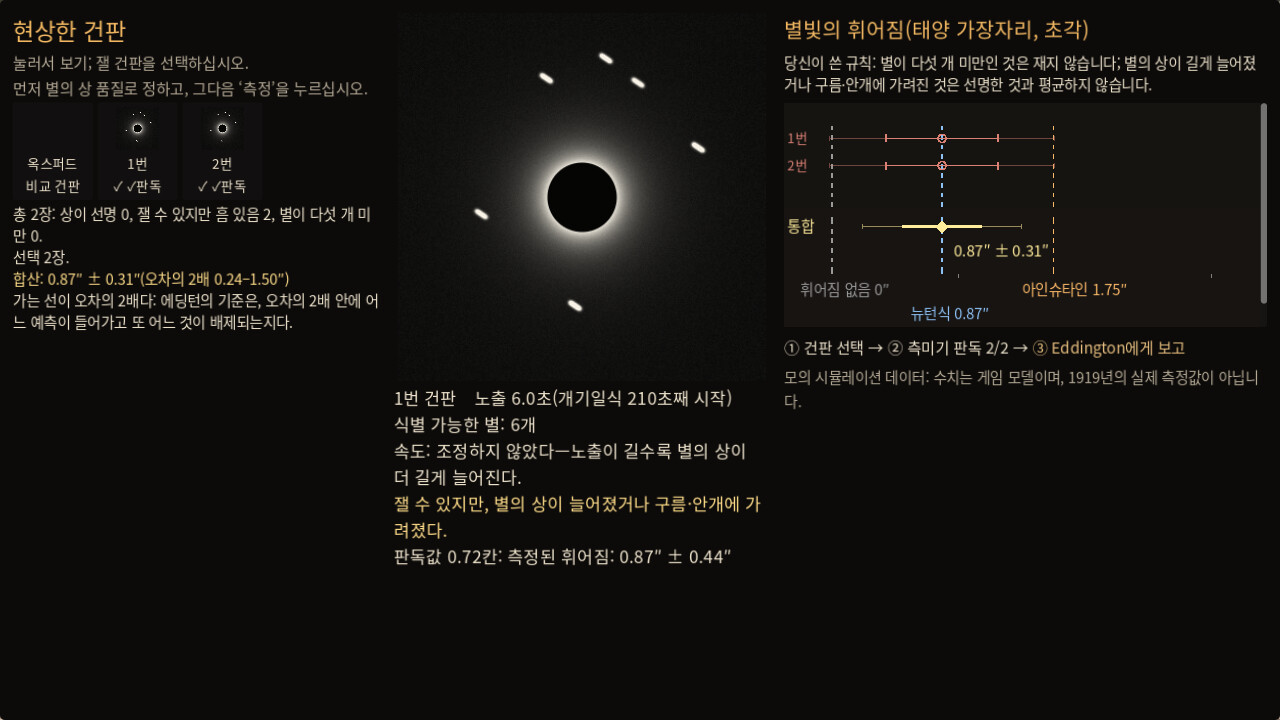 현상한 건판
눌러서 보기; 잴 건판을 선택하십시오.
먼저 별의 상 품질로 정하고, 그다음 ‘측정’을 누르십시오.
옥스퍼드
비교 건판
1번
✓ ✓판독
2번
✓ ✓판독
총 2장: 상이 선명 0, 잴 수 있지만 흠 있음 2, 별이 다섯 개 미
만 0.
선택 2장.
합산: 0.87″ ± 0.31″(오차의 2배 0.24–1.50″)
가는 선이 오차의 2배다: 에딩턴의 기준은, 오차의 2배 안에 어
느 예측이 들어가고 또 어느 것이 배제되는지다.
1번 건판 노출 6.0초(개기일식 210초째 시작)
식별 가능한 별: 6개
속도: 조정하지 않았다—노출이 길수록 별의 상이
더 길게 늘어진다.
잴 수 있지만, 별의 상이 늘어졌거나 구름·안개에 가
려졌다.
판독값 0.72칸: 측정된 휘어짐: 0.87″ ± 0.44″
별빛의 휘어짐(태양 가장자리, 초각)
당신이 쓴 규칙: 별이 다섯 개 미만인 것은 재지 않습니다; 별의 상이 길게 늘어졌
거나 구름·안개에 가려진 것은 선명한 것과 평균하지 않습니다.
1번
2번
통합
0.87″ ± 0.31″
휘어짐 없음 0″
아인슈타인 1.75″
뉴턴식 0.87″
① 건판 선택 → ② 측미기 판독 2/2 → ③ Eddington에게 보고
모의 시뮬레이션 데이터: 수치는 게임 모델이며, 1919년의 실제 측정값이 아닙니
다.